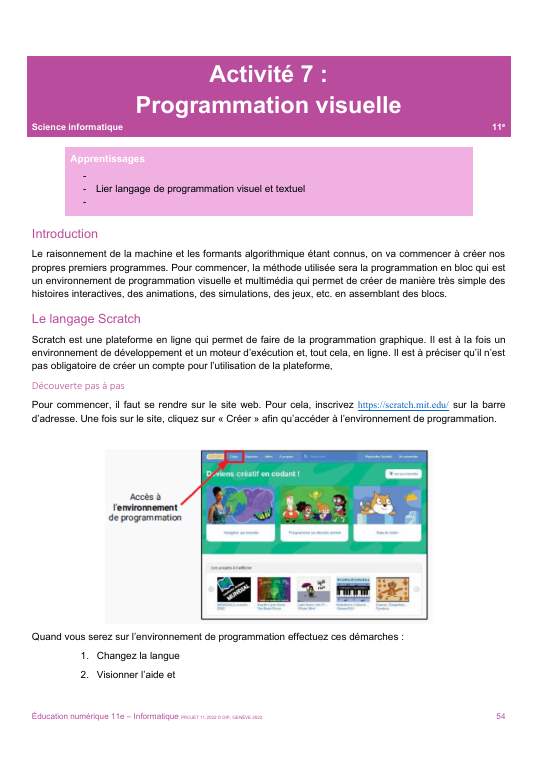 Activité 7 :
Programmation visuelle
Science informatique 11e
Apprentissages
-
- Lier langage de programmation visuel et textuel
-
Introduction
Le raisonnement de la machine et les formants algorithmique étant connus, on va commencer à créer nos
propres premiers programmes. Pour commencer, la méthode utilisée sera la programmation en bloc qui est
un environnement de programmation visuelle et multimédia qui permet de créer de manière très simple des
histoires interactives, des animations, des simulations, des jeux, etc. en assemblant des blocs.
Le langage Scratch
Scratch est une plateforme en ligne qui permet de faire de la programmation graphique. Il est à la fois un
environnement de développement et un moteur d'exécution et, tout cela, en ligne. Il est à préciser qu'il n'est
pas obligatoire de créer un compte pour l'utilisation de la plateforme,
Découverte pas à pas
Pour commencer, il faut se rendre sur le site web. Pour cela, inscrivez https://scratch.mit.edu/ sur la barre
d'adresse. Une fois sur le site, cliquez sur « Créer » afin qu'accéder à l'environnement de programmation.
Accès à
l'environnement
de programmation
Deviens créatif en codant !
Quand vous serez sur l'environnement de programmation effectuez ces démarches :
1. Changez la langue
2. Visionner l'aide et
Éducation numérique 11e – Informatique PROJET 11.2022 © DIP, GENÈVE 2022 54